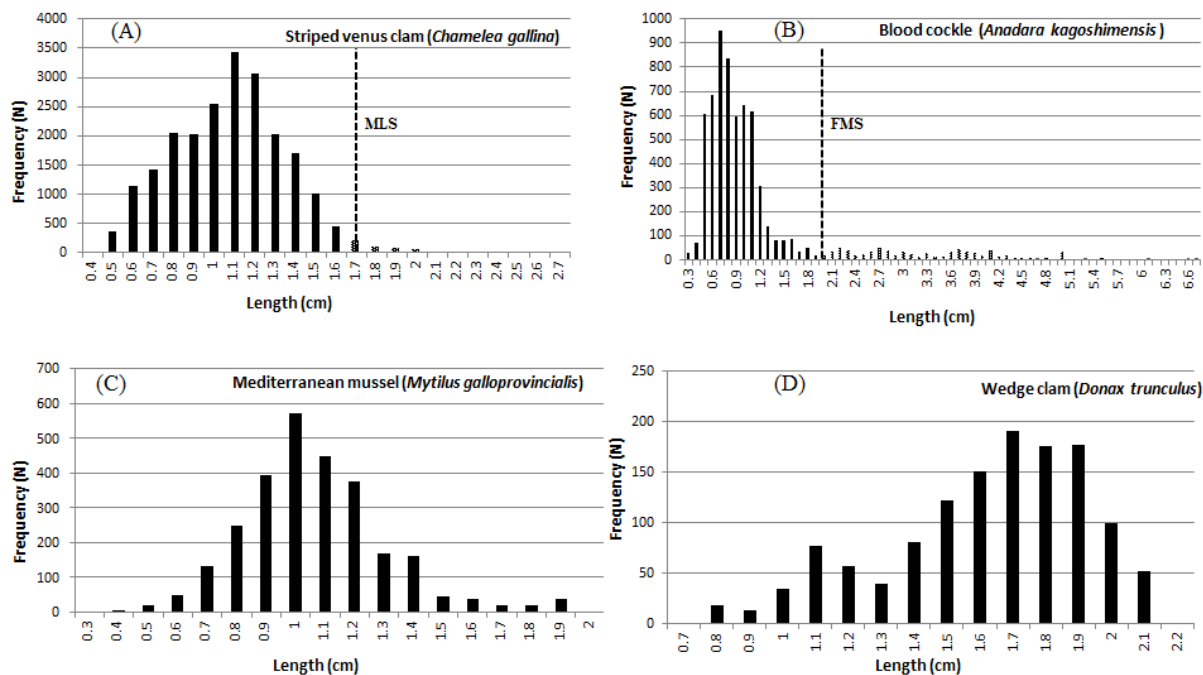 (A)
Striped venus clam (Chamelea gallina)
Frequency (N)
4000
3500
3000
2500
2000
1500
1000
500
0
MLS
0.4 0.5 0.6 0.7 0.8 0.9 1 1.1 1.2 1.3 1.4 1.5 1.6 1.7 1.8 1.9 2 2.1 2.2 2.3 2.4 2.5 2.6 2.7
Length (cm)
(B)
Blood cockle (Anadara kagoshimensis )
Frequency (N)
1000
900
800
700
600
500
400
300
200
100
0
FMS
0.3 0.6 0.9 1.2 1.5 1.8 2.1 2.4 2.7 3 3.3 3.6 3.9 4.2 4.5 4.8 5.1 5.4 5.7 6 6.3 6.6
Length (cm)
(C)
Mediterranean mussel (Mytilus galloprovincialis)
Frequency (N)
700
600
500
400
300
200
100
0
0.3 0.4 0.5 0.6 0.7 0.8 0.9 1 1.1 1.2 1.3 1.4 1.5 1.6 1.7 1.8 1.9 2
Length (cm)
(D)
Wedge clam (Donax trunculus)
Frequency (N)
250
200
150
100
50
0
0.7 0.8 0.9 1 1.1 1.2 1.3 1.4 1.5 1.6 1.7 1.8 1.9 2 2.1 2.2
Length (cm)